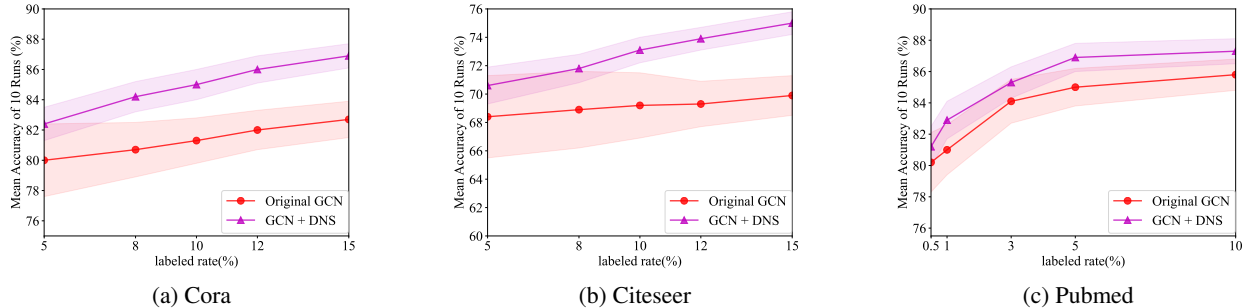 90
88
86
84
82
80
78
76
5
8
10
12
15
Mean Accuracy of 10 Runs (%)
labeled rate(%)
Original GCN
GCN + DNS
(a) Cora
76
74
72
70
68
66
64
62
60
5
8
10
12
15
Mean Accuracy of 10 Runs (%)
labeled rate(%)
Original GCN
GCN + DNS
(b) Citeseer
90
88
86
84
82
80
78
76
0.5
1
3
5
10
Mean Accuracy of 10 Runs (%)
labeled rate(%)
Original GCN
GCN + DNS
(c) Pubmed